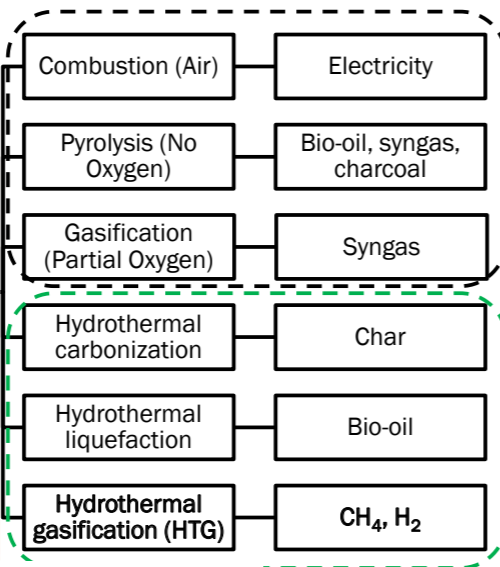 Combustion (Air)
Electricity
Pyrolysis (No
Oxygen)
Bio-oil, syngas,
charcoal
Gasification
(Partial Oxygen)
Syngas
Hydrothermal
carbonization
Char
Hydrothermal
liquefaction
Bio-oil
Hydrothermal
gasification (HTG)
CH₄, H₂